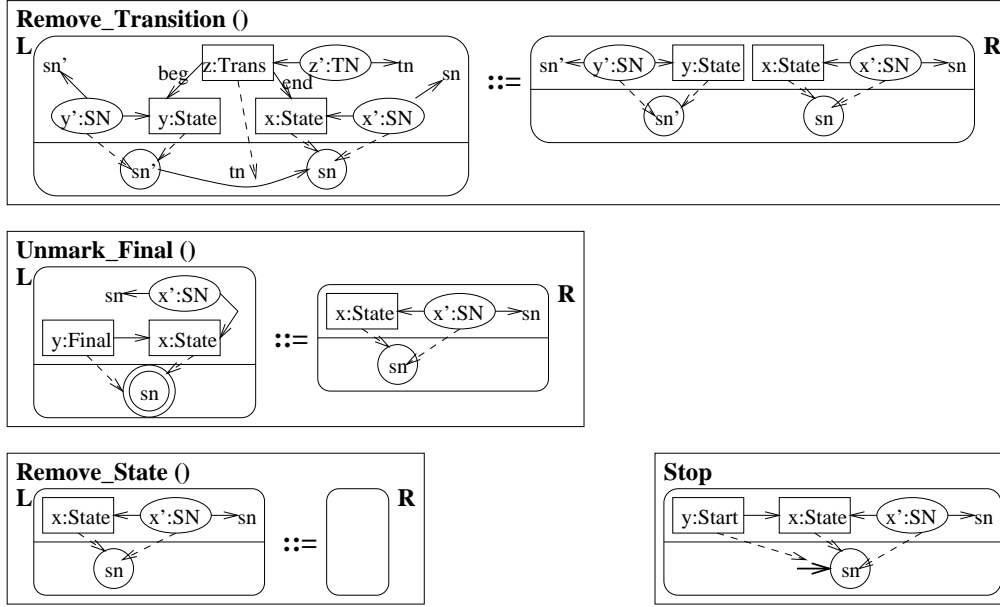 Remove_Transition ()
L R
sn' z:Trans z':TN tn sn
beg end
y':SN y:State x:State x':SN
sn' tn sn
::=
sn' y':SN y:State x:State x':SN sn
sn' sn
Unmark_Final ()
L R
sn x':SN
y:Final x:State
sn
::=
x:State x':SN sn
sn
Remove_State ()
L R
x:State x':SN sn
sn
::=
Stop
y:Start x:State x':SN sn
sn